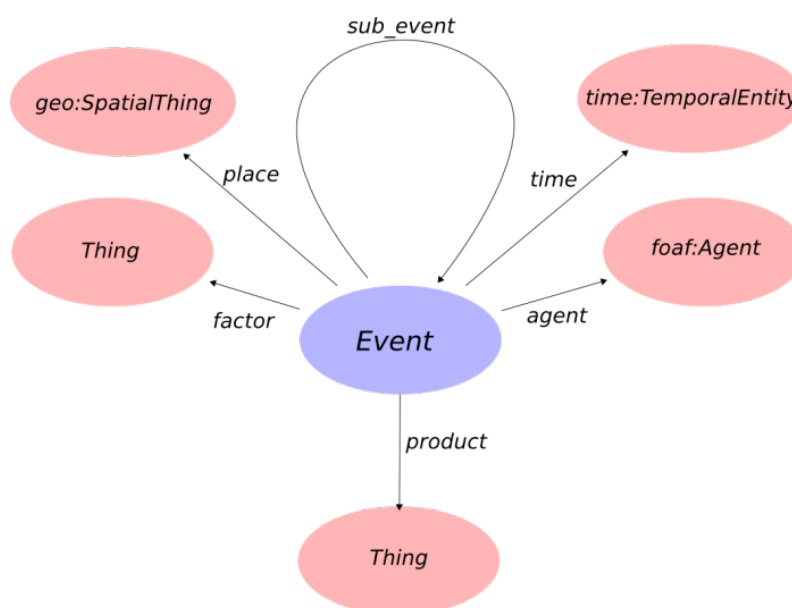 sub_event
geo:SpatialThing
time:TemporalEntity
place
time
Thing
foaf:Agent
factor
agent
Event
product
Thing